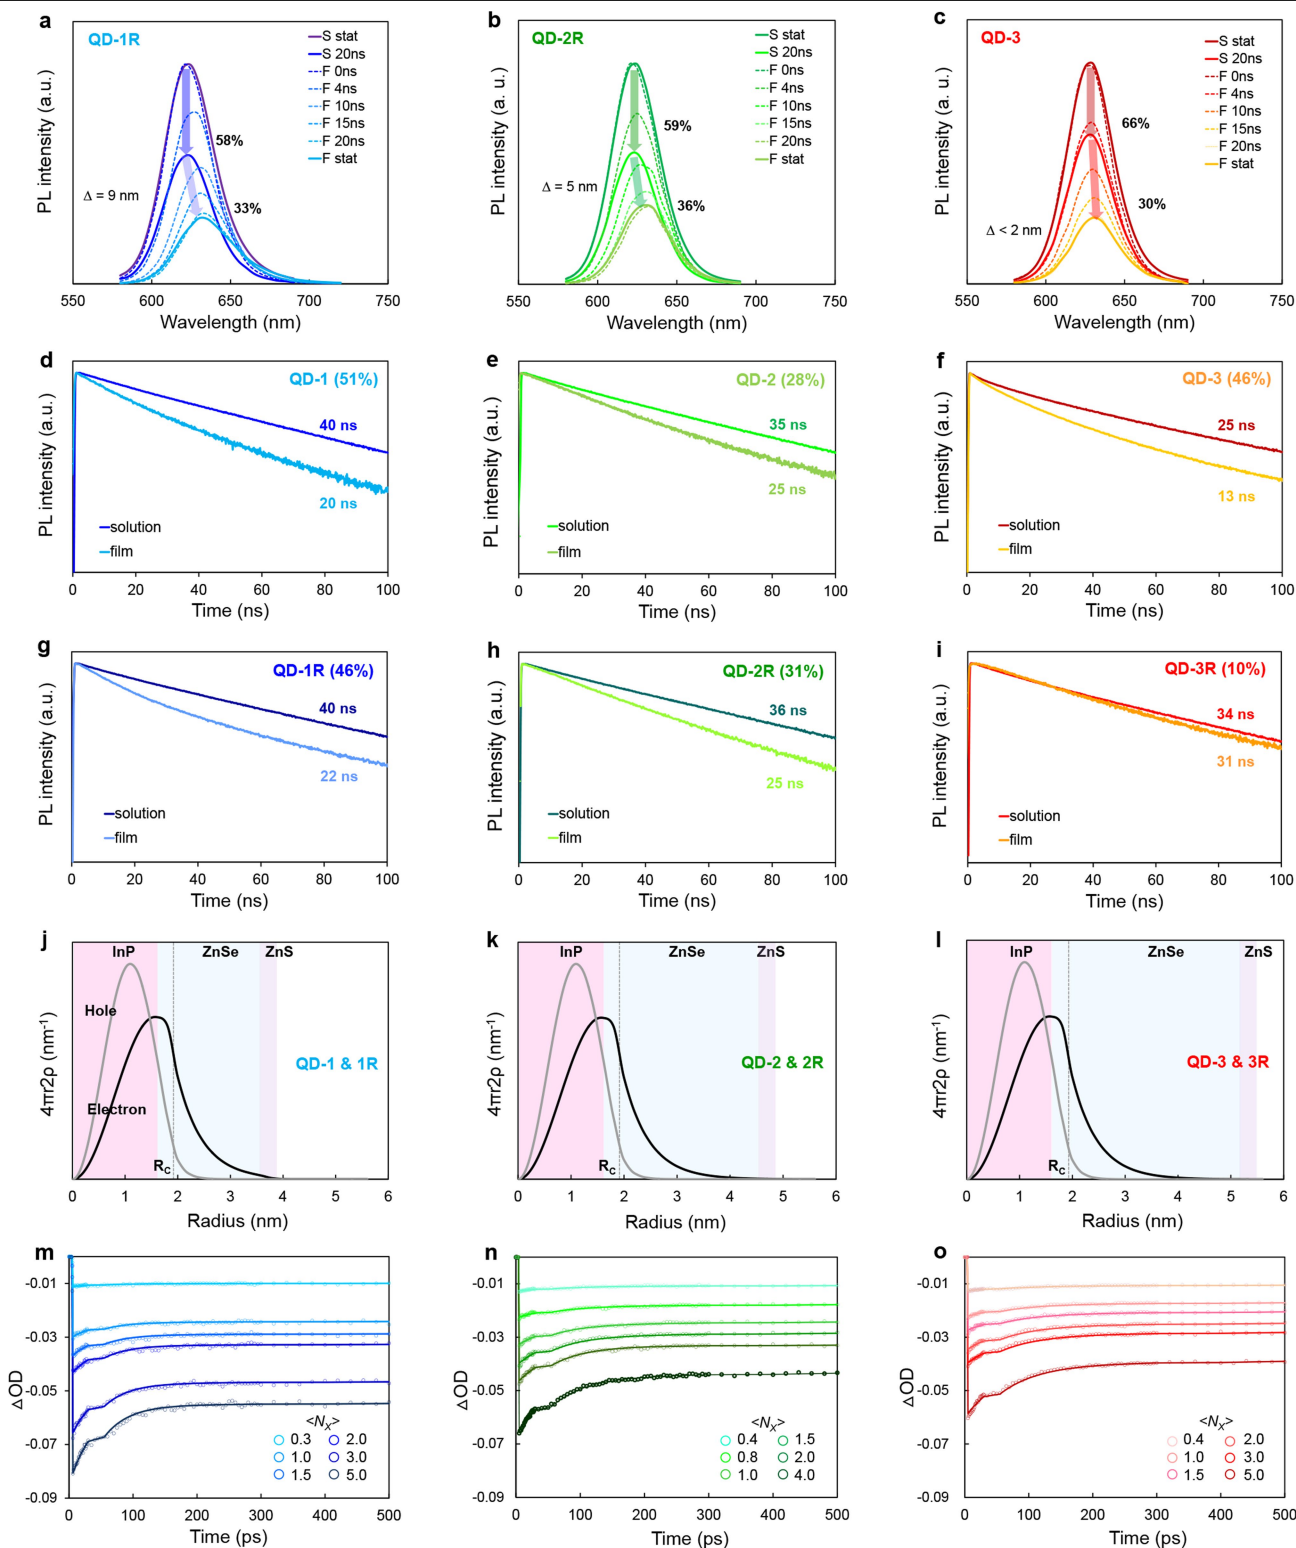 a
QD-1R
S stat
S 20ns
F 0ns
F 4ns
F 10ns
F 15ns
F 20ns
F stat
58%
33%
Δ = 9 nm
PL intensity (a.u.)
550 600 650 700 750
Wavelength (nm)
b
QD-2R
S stat
S 20ns
F 0ns
F 4ns
F 10ns
F 15ns
F 20ns
F stat
59%
36%
Δ = 5 nm
PL intensity (a. u.)
550 600 650 700 750
Wavelength (nm)
c
QD-3
S stat
S 20ns
F 0ns
F 4ns
F 10ns
F 15ns
F 20ns
F stat
66%
30%
Δ < 2 nm
PL intensity (a.u.)
550 600 650 700 750
Wavelength (nm)
d
QD-1 (51%)
40 ns
20 ns
solution
film
PL intensity (a.u.)
0 20 40 60 80 100
Time (ns)
e
QD-2 (28%)
35 ns
25 ns
solution
film
PL intensity (a.u.)
0 20 40 60 80 100
Time (ns)
f
QD-3 (46%)
25 ns
13 ns
solution
film
PL intensity (a.u.)
0 20 40 60 80 100
Time (ns)
g
QD-1R (46%)
40 ns
22 ns
solution
film
PL intensity (a.u.)
0 20 40 60 80 100
Time (ns)
h
QD-2R (31%)
36 ns
25 ns
solution
film
PL intensity (a.u.)
0 20 40 60 80 100
Time (ns)
i
QD-3R (10%)
34 ns
31 ns
solution
film
PL intensity (a.u.)
0 20 40 60 80 100
Time (ns)
j
InP ZnSe ZnS
Hole
QD-1 & 1R
Electron
R_C
4πr2ρ (nm⁻¹)
0 1 2 3 4 5 6
Radius (nm)
k
InP ZnSe ZnS
QD-2 & 2R
R_C
4πr2ρ (nm⁻¹)
0 1 2 3 4 5 6
Radius (nm)
l
InP ZnSe ZnS
QD-3 & 3R
R_C
4πr2ρ (nm⁻¹)
0 1 2 3 4 5 6
Radius (nm)
m
-0.01
-0.03
-0.05
-0.07
-0.09
ΔOD
<N_X>
0.3 2.0
1.0 3.0
1.5 5.0
0 100 200 300 400 500
Time (ps)
n
-0.01
-0.03
-0.05
-0.07
-0.09
ΔOD
<N_X>
0.4 1.5
0.8 2.0
1.0 4.0
0 100 200 300 400 500
Time (ps)
o
-0.01
-0.03
-0.05
-0.07
-0.09
ΔOD
<N_X>
0.4 2.0
1.0 3.0
1.5 5.0
0 100 200 300 400 500
Time (ps)